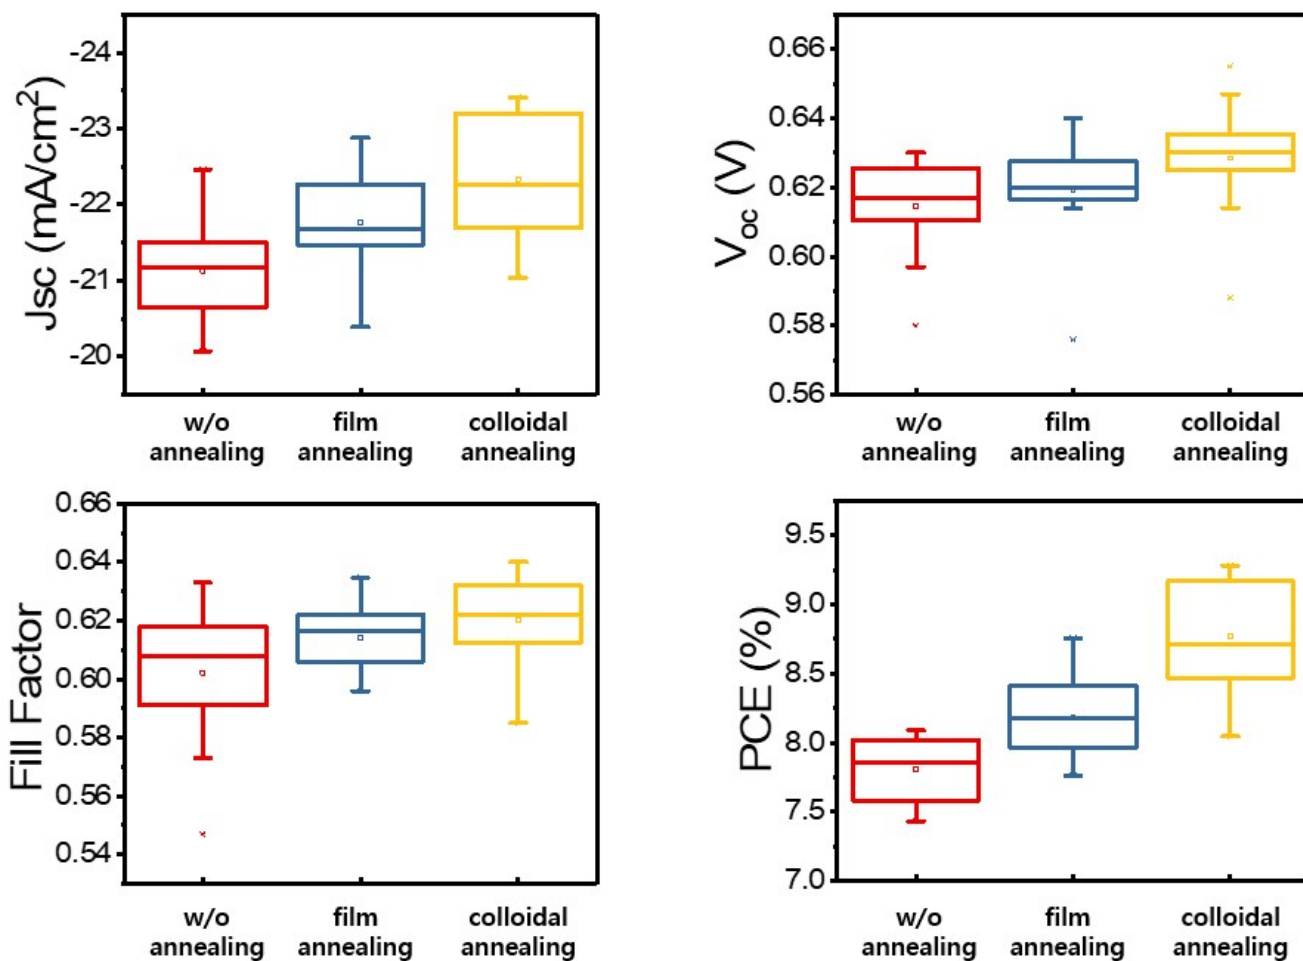 Jsc (mA/cm²)
-24
-23
-22
-21
-20
w/o
annealing
film
annealing
colloidal
annealing
Voc (V)
0.66
0.64
0.62
0.60
0.58
0.56
w/o
annealing
film
annealing
colloidal
annealing
Fill Factor
0.66
0.64
0.62
0.60
0.58
0.56
0.54
w/o
annealing
film
annealing
colloidal
annealing
PCE (%)
9.5
9.0
8.5
8.0
7.5
7.0
w/o
annealing
film
annealing
colloidal
annealing